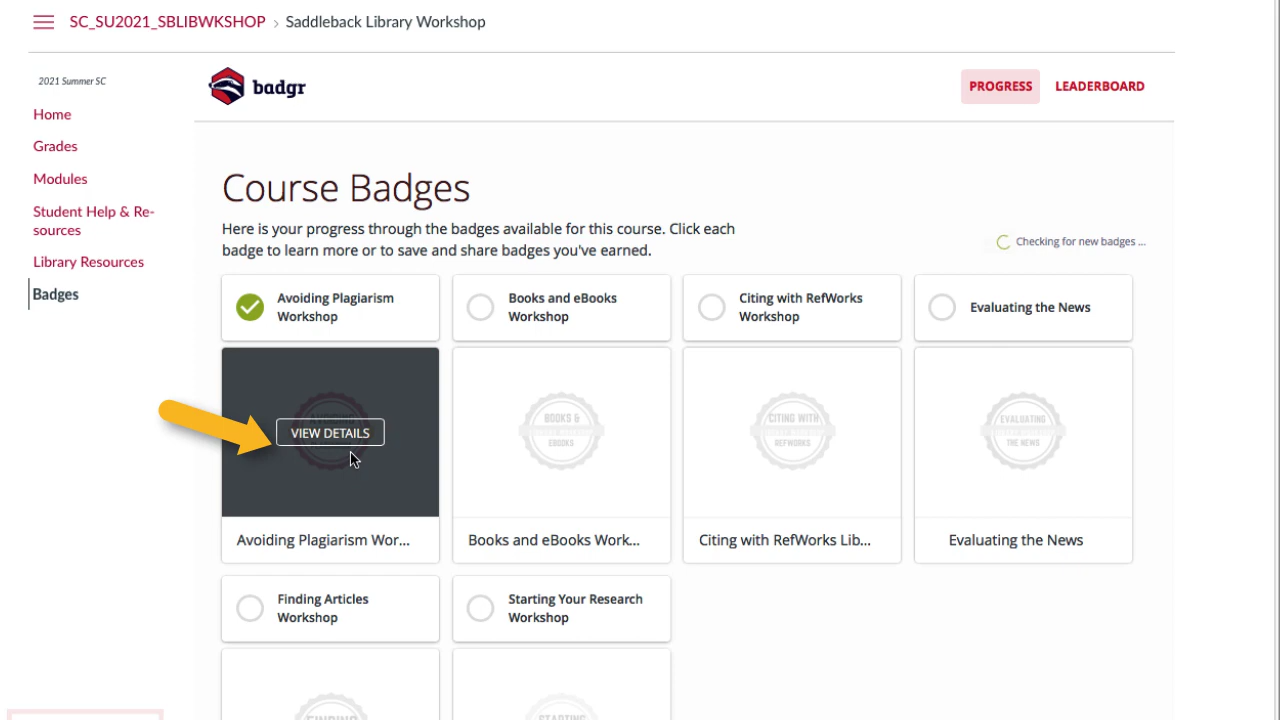 SC_SU2021_SBLIBWKSHOP › Saddleback Library Workshop
2021 Summer SC
Home
Grades
Modules
Student Help & Re-
sources
Library Resources
Badges
badgr
PROGRESS
LEADERBOARD
Course Badges
Here is your progress through the badges available for this course. Click each
badge to learn more or to save and share badges you've earned.
Checking for new badges ...
Avoiding Plagiarism
Workshop
Books and eBooks
Workshop
Citing with RefWorks
Workshop
Evaluating the News
AVOIDING
VIEW DETAILS
BOOKS &
EBOOKS
CITING WITH
REFWORKS
EVALUATING
THE NEWS
Avoiding Plagiarism Wor...
Books and eBooks Work...
Citing with RefWorks Lib...
Evaluating the News
Finding Articles
Workshop
Starting Your Research
Workshop
FINDING
STARTING